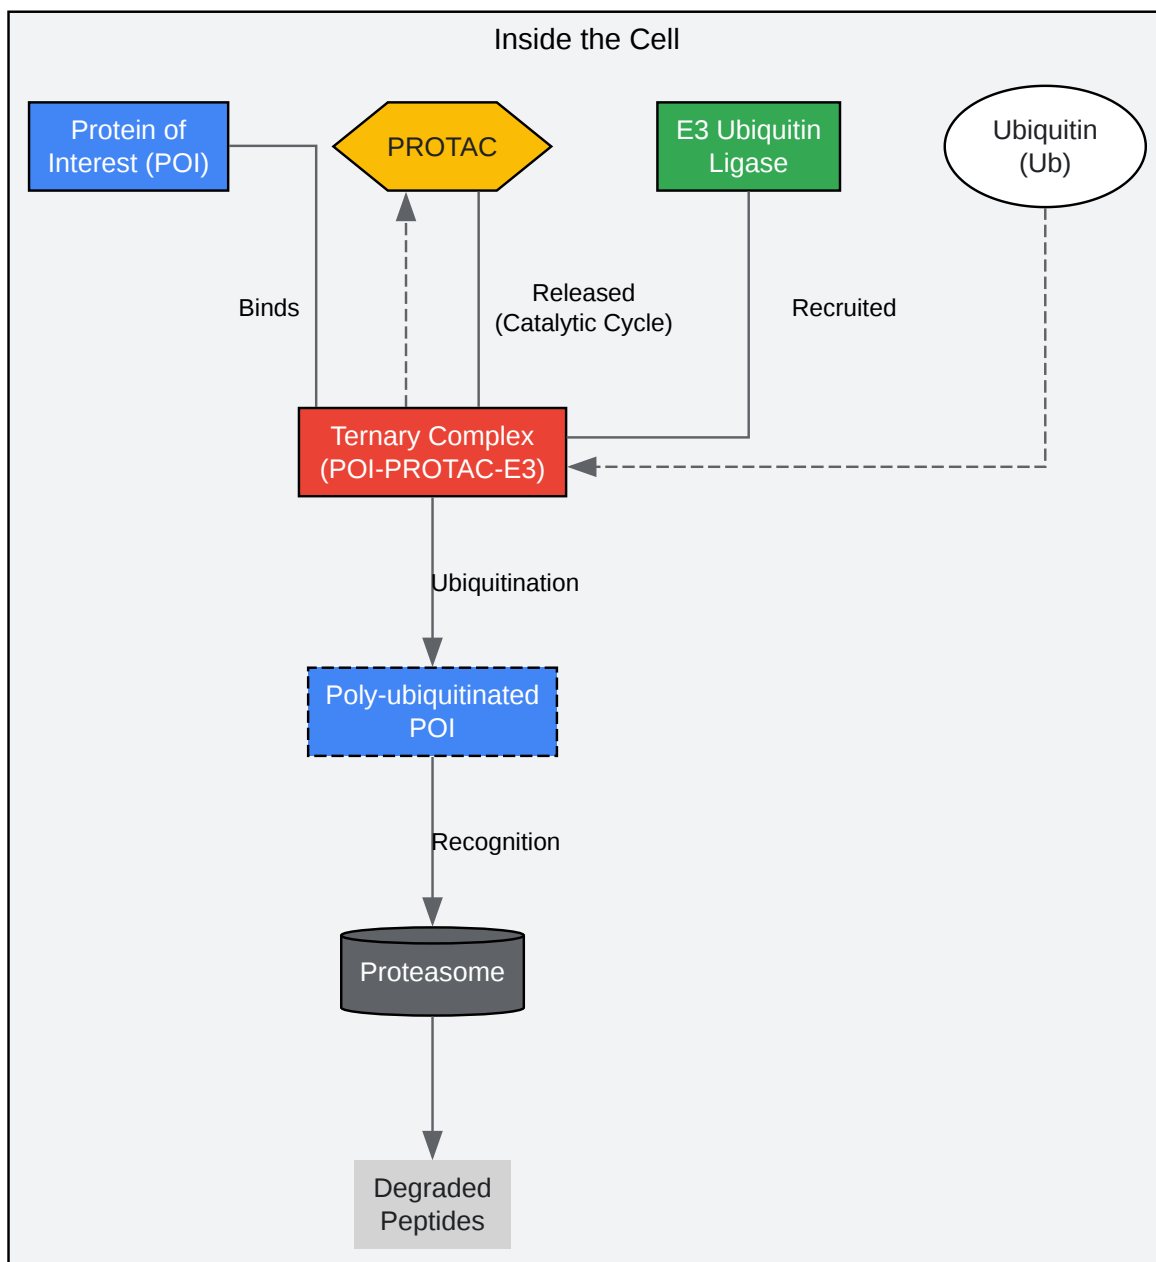 Inside the Cell
Protein of
Interest (POI)
PROTAC
E3 Ubiquitin
Ligase
Ubiquitin
(Ub)
Binds
Released
(Catalytic Cycle)
Recruited
Ternary Complex
(POI-PROTAC-E3)
Ubiquitination
Poly-ubiquitinated
POI
Recognition
Proteasome
Degraded
Peptides